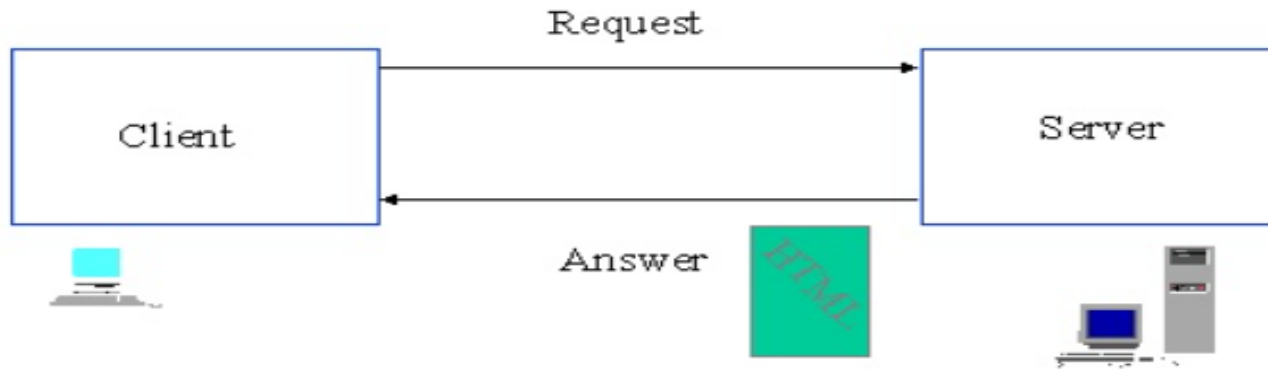 Request
Client
Server
Answer
HTML